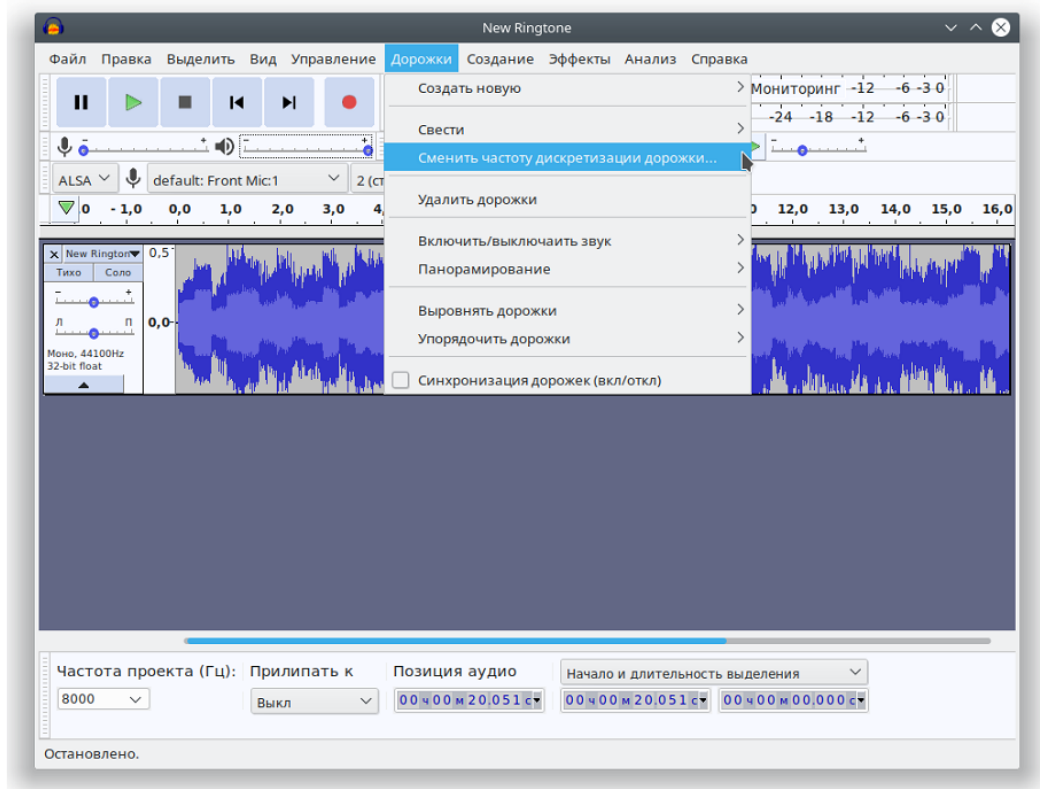 New Ringtone
Файл Правка Выделить Вид Управление Дорожки Создание Эффекты Анализ Справка
Создать новую
Мониторинг -12 -6 -3 0
-24 -18 -12 -6 -3 0
Свести
Сменить частоту дискретизации дорожки...
ALSA default: Front Mic:1 2 (ст
Удалить дорожки
0 - 1,0 0,0 1,0 2,0 3,0 4, 12,0 13,0 14,0 15,0 16,0
Включить/выключаить звук
New Rington 0,5
Тихо Соло
Панорамирование
- +
Выровнять дорожки
Л П 0,0
Упорядочить дорожки
Моно, 44100Hz
32-bit float
Синхронизация дорожек (вкл/откл)
Частота проекта (Гц): Прилипать к Позиция аудио Начало и длительность выделения
8000 Выкл 00 ч 00 м 20,051 с 00 ч 00 м 20,051 с 00 ч 00 м 00,000 с
Остановлено.